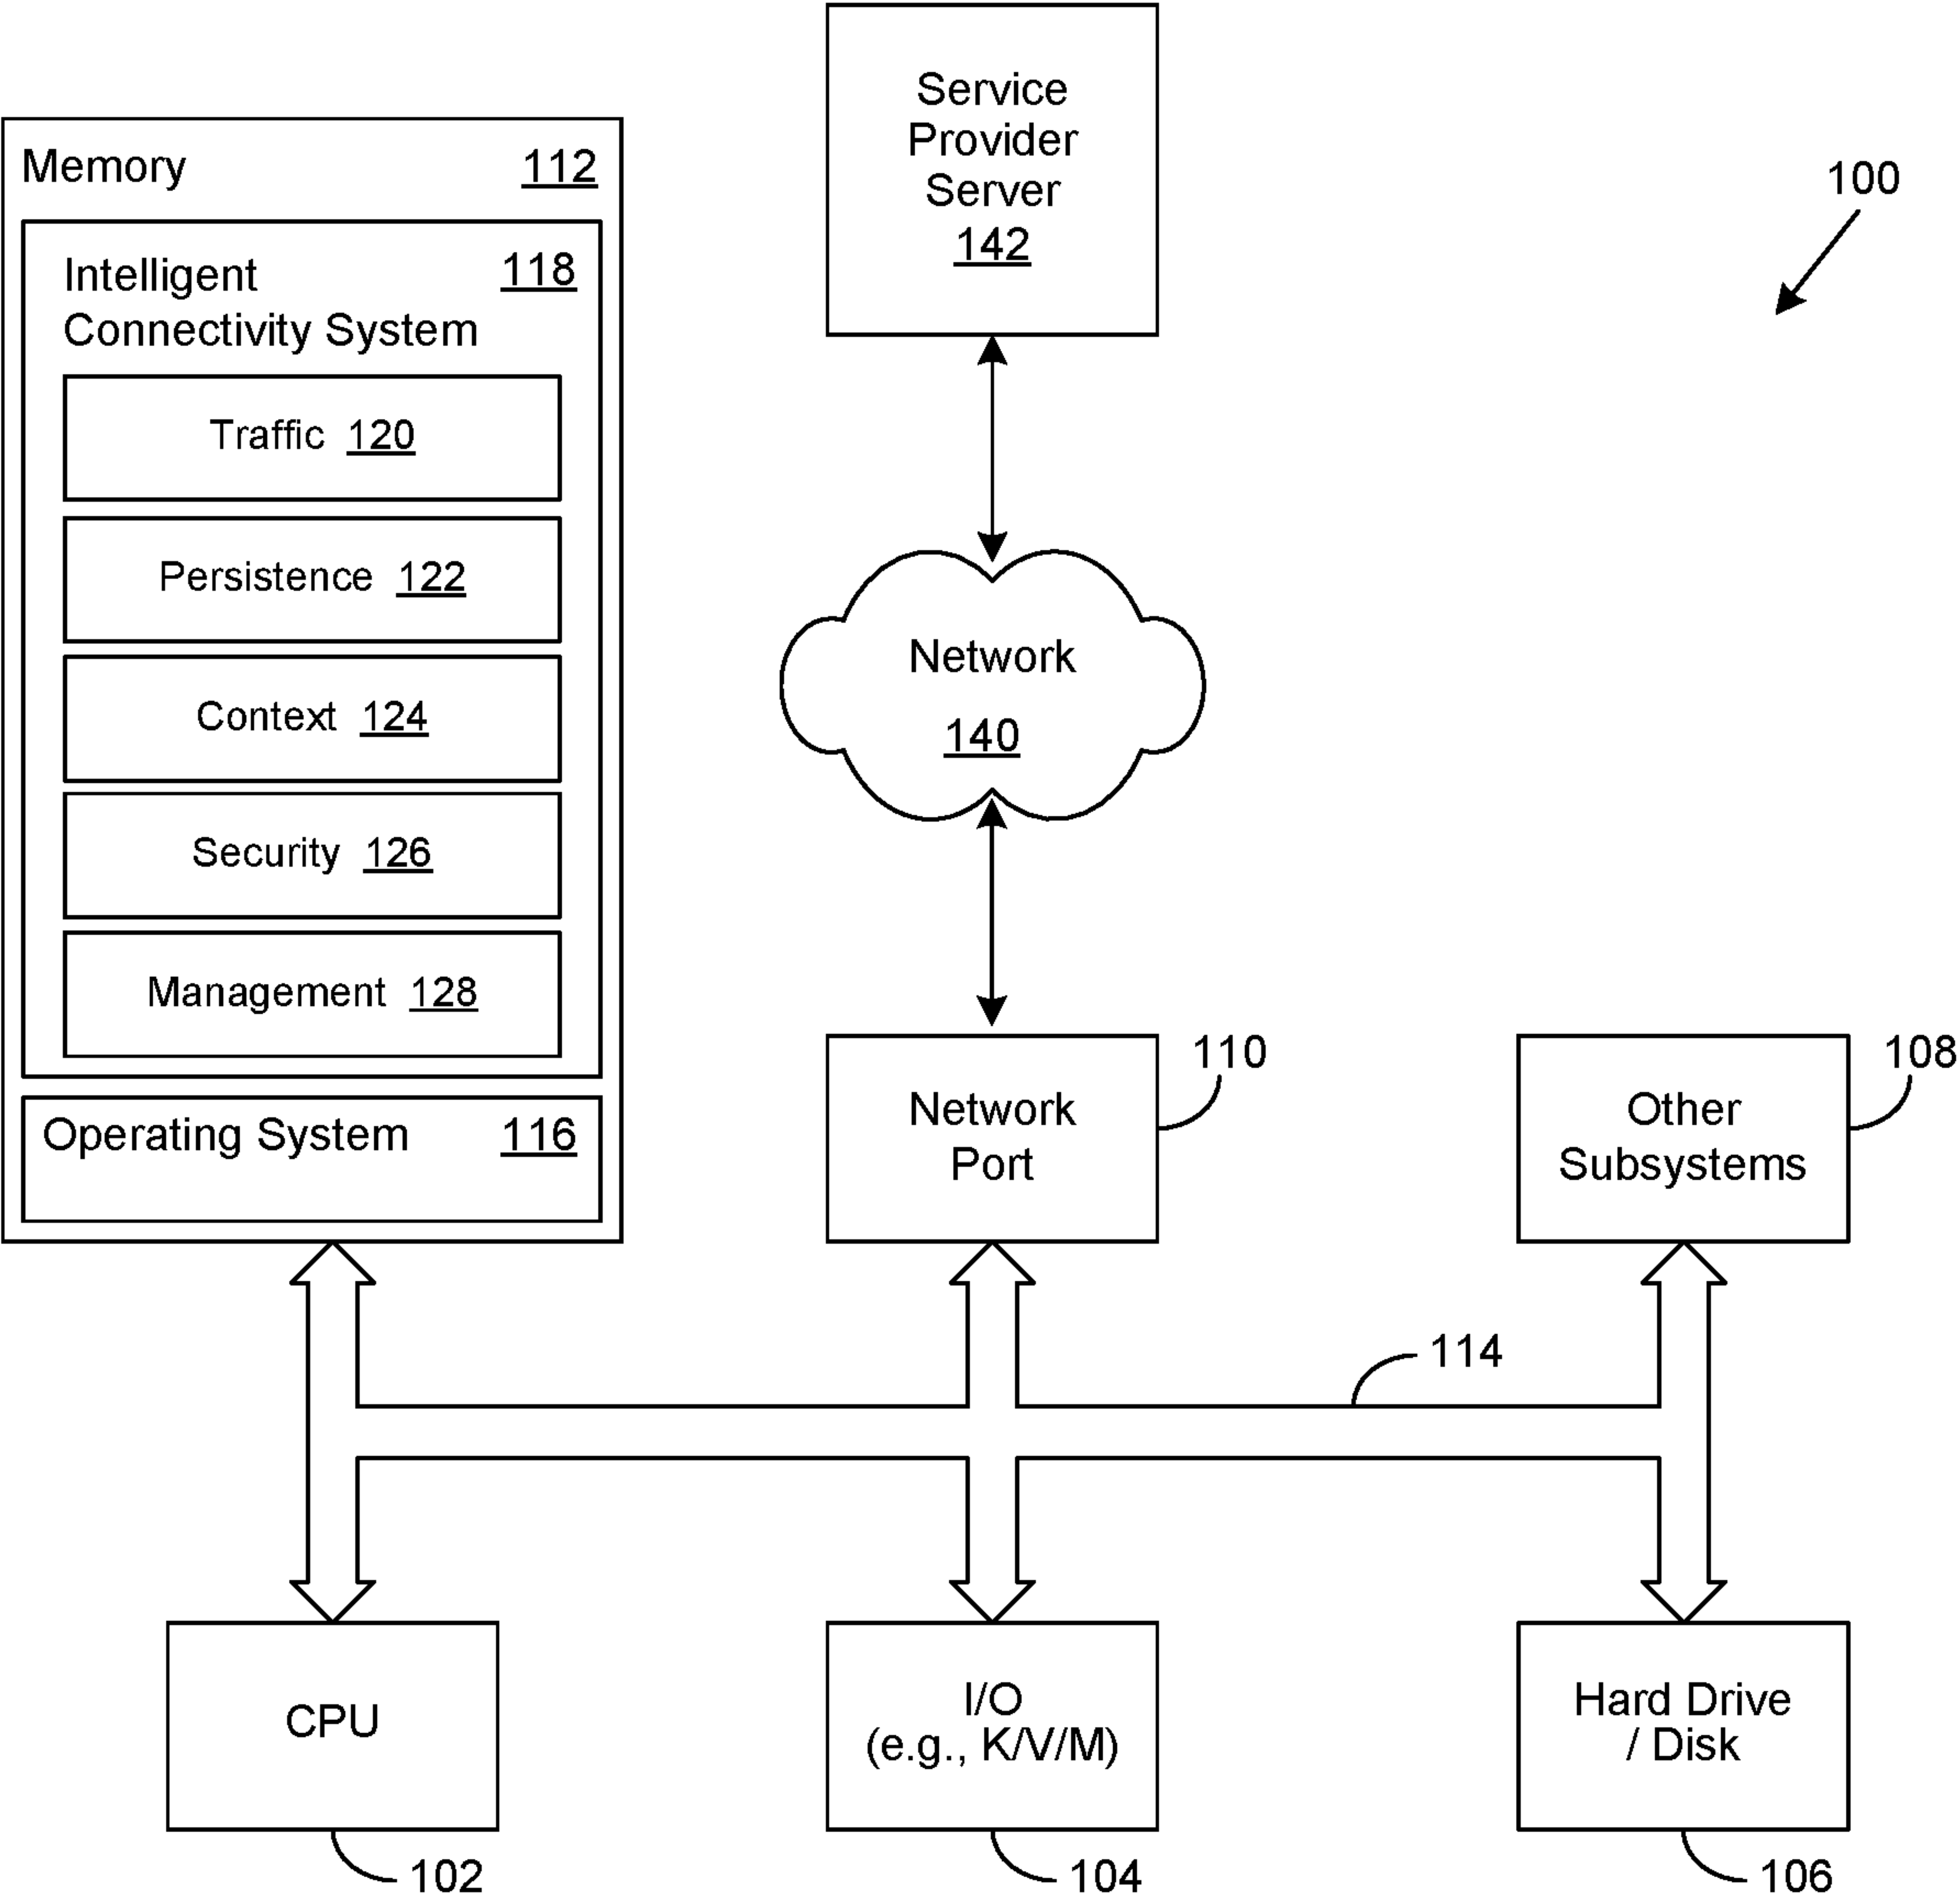 Service
Provider
Server
142
100
Memory 112
Intelligent 118
Connectivity System
Traffic 120
Persistence 122
Context 124
Security 126
Management 128
Operating System 116
Network
140
Network
Port
110
Other
Subsystems
108
114
CPU
102
I/O
(e.g., K/V/M)
104
Hard Drive
/ Disk
106